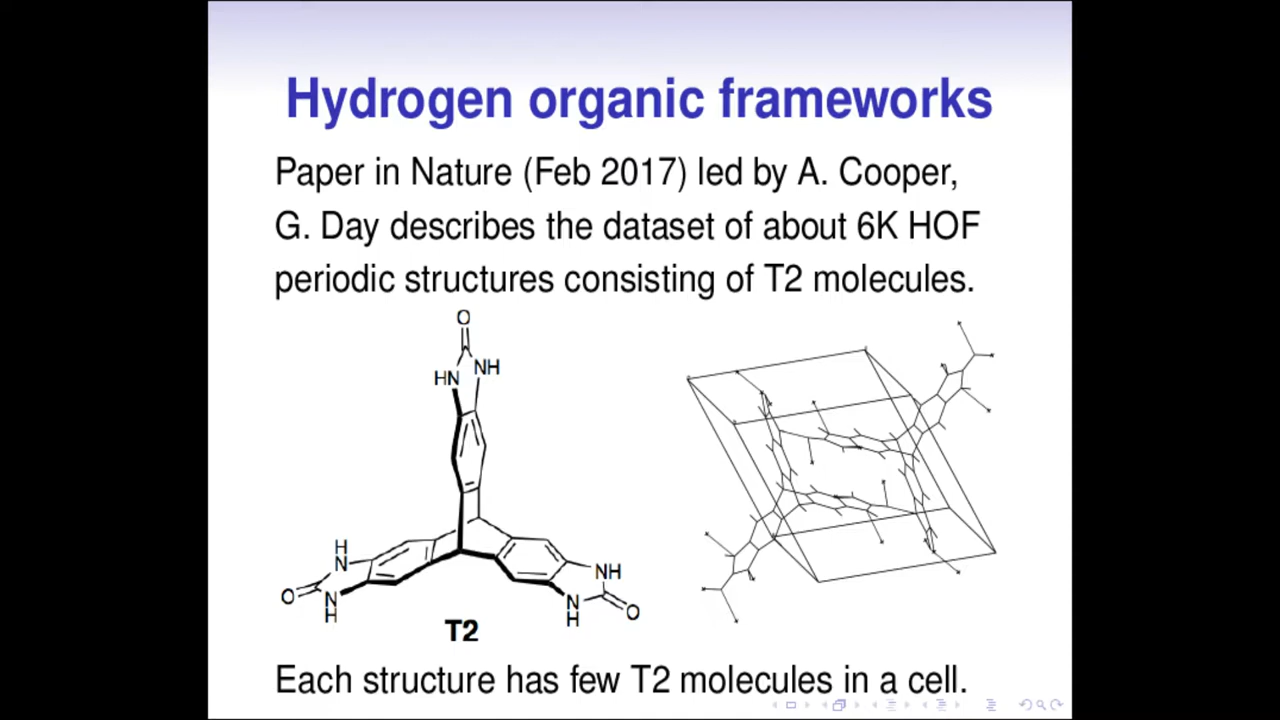 Hydrogen organic frameworks
Paper in Nature (Feb 2017) led by A. Cooper,
G. Day describes the dataset of about 6K HOF
periodic structures consisting of T2 molecules.
O
HN
NH
H
N
O
N
H
NH
N
H
O
T2
Each structure has few T2 molecules in a cell.